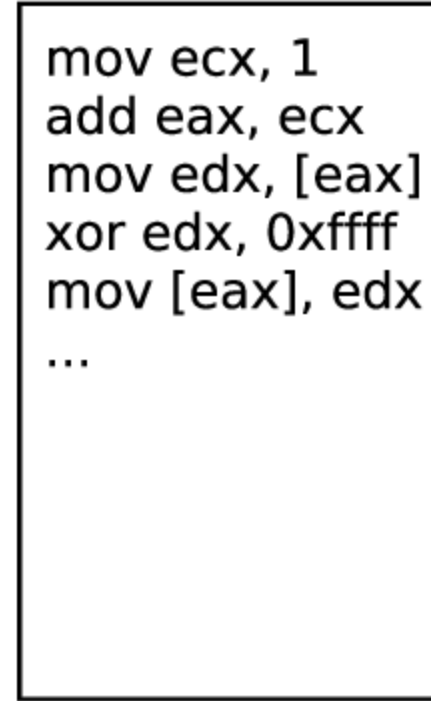 mov ecx, 1
add eax, ecx
mov edx, [eax]
xor edx, 0xffff
mov [eax], edx
...